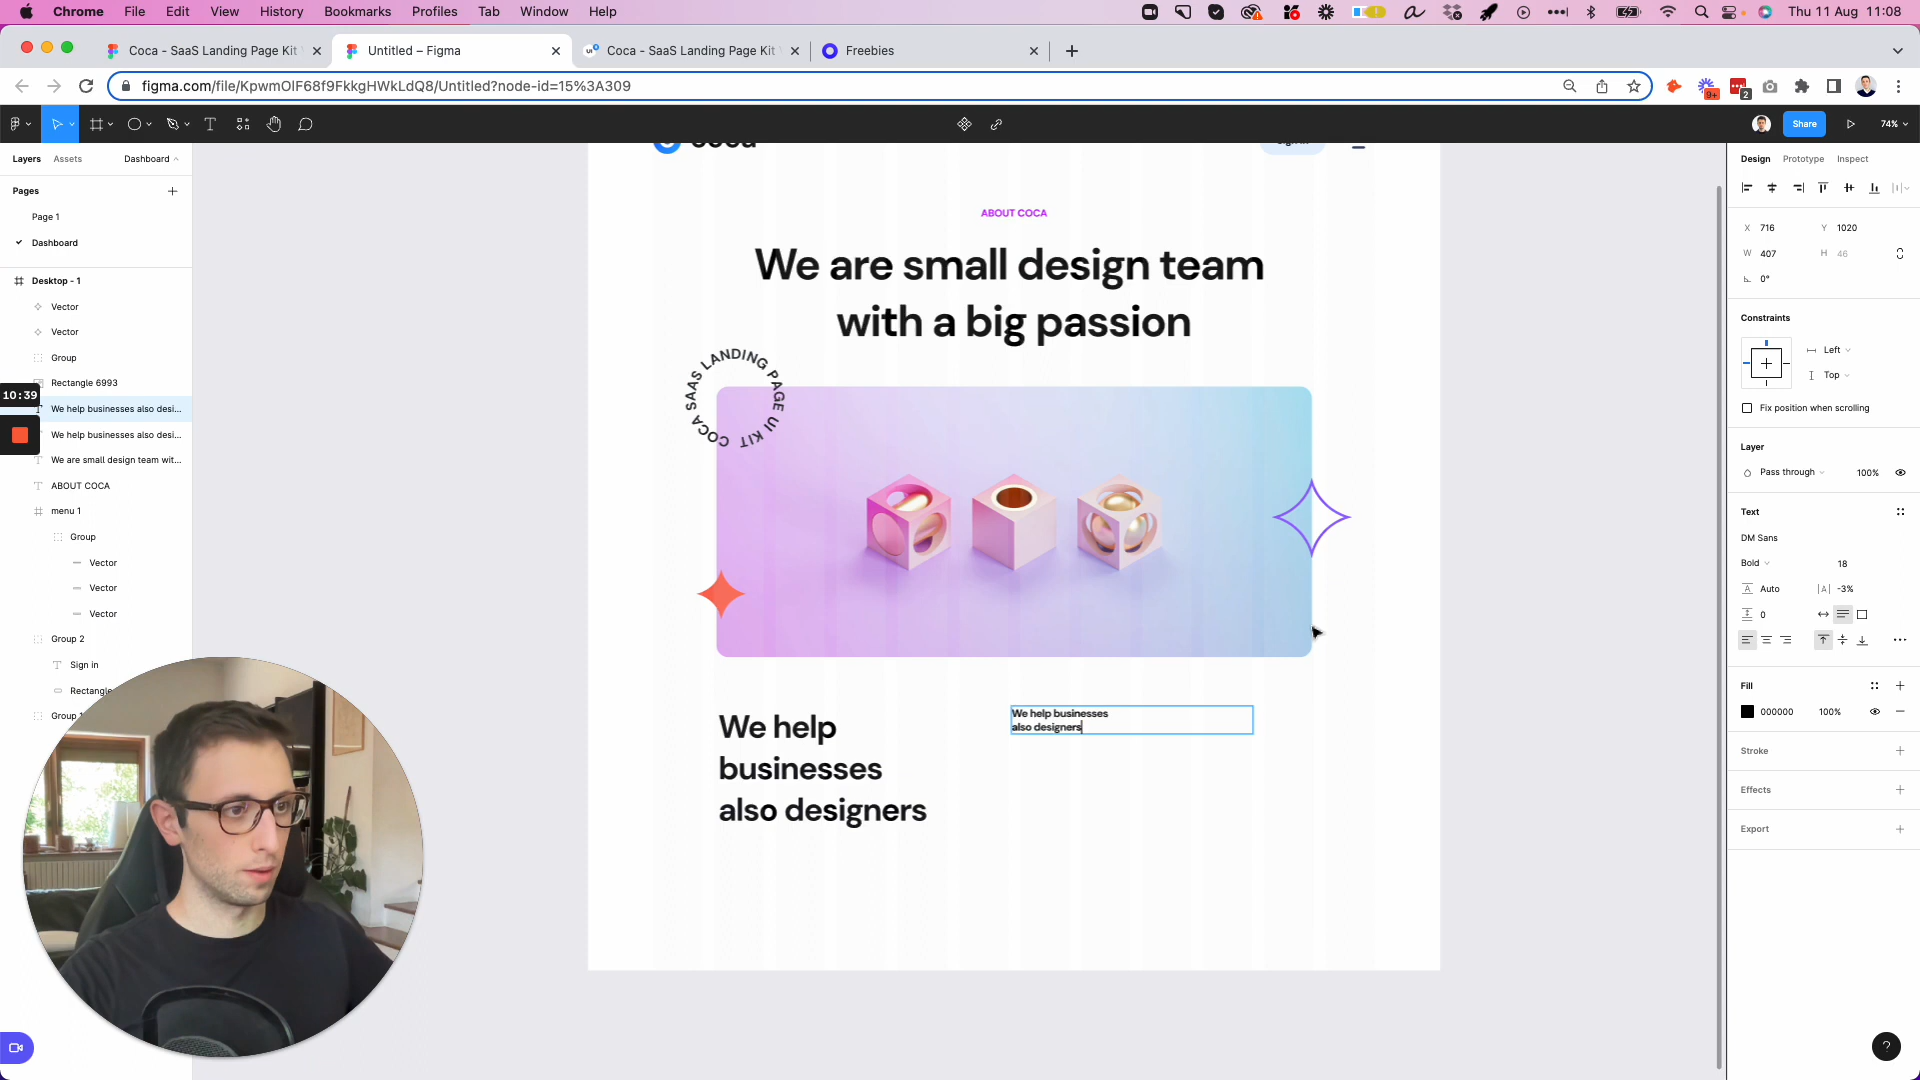 Chrome File Edit View History Bookmarks Profiles Tab Window Help Thu 11 Aug 11:08
Coca - SaaS Landing Page Kit Untitled – Figma Coca - SaaS Landing Page Kit Freebies
figma.com/file/KpwmOIF68f9FkkgHWkLdQ8/Untitled?node-id=15%3A309
9+ 2
Share 74%
Layers Assets Dashboard
Pages
Page 1
Dashboard
Desktop - 1
Vector
Vector
Group
Rectangle 6993
10:39
We help businesses also desi...
We help businesses also desi...
We are small design team wit...
ABOUT COCA
menu 1
Group
Vector
Vector
Vector
Group 2
Sign in
Rectangle
Group
coca
Sign in
ABOUT COCA
We are small design team
with a big passion
COCA SAAS LANDING PAGE UI KIT
We help
businesses
also designers
We help businesses
also designers
Design Prototype Inspect
X 716 Y 1020
W 407 H 46
0°
Constraints
Left
Top
Fix position when scrolling
Layer
Pass through 100%
Text
DM Sans
Bold 18
Auto |A| -3%
0
Fill
000000 100%
Stroke
Effects
Export
?